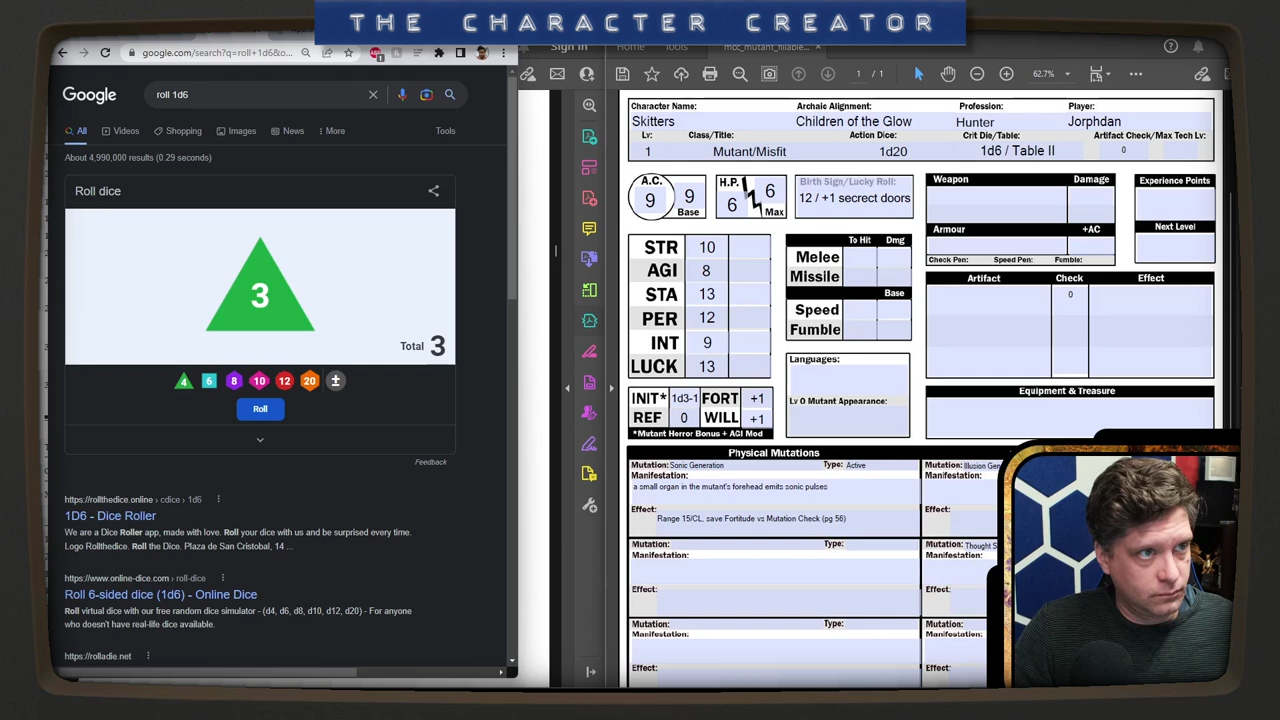 THE CHARACTER CREATOR
google.com/search?q=roll+1d6&o...
Google
roll 1d6
All
Videos
Shopping
Images
News
More
Tools
About 4,990,000 results (0.29 seconds)
Roll dice
3
Total 3
4
6
8
10
12
20
±
Roll
Feedback
https://rollthedice.online › cdice › 1d6
1D6 - Dice Roller
We are a Dice Roller app, made with love. Roll your dice with us and be surprised every time.
Logo Rollthedice. Roll the Dice. Plaza de San Cristobal, 14 ...
https://www.online-dice.com › roll-dice
Roll 6-sided dice (1d6) - Online Dice
Roll virtual dice with our free random dice simulator - (d4, d6, d8, d10, d12, d20) - For anyone
who doesn't have real-life dice available.
https://rolladie.net
Sign In
Home
Tools
mcc_mutant_fillable...
1 / 1
62.7%
Character Name:
Archaic Alignment:
Profession:
Player:
Skitters
Children of the Glow
Hunter
Jorphdan
Lv:
Class/Title:
Action Dice:
Crit Die/Table:
Artifact Check/Max Tech Lv:
1
Mutant/Misfit
1d20
1d6 / Table II
0
A.C.
9
9
Base
H.P.
6
6
Max
Birth Sign/Lucky Roll:
12 / +1 secrect doors
Weapon
Damage
Experience Points
Armour
+AC
Next Level
Check Pen:
Speed Pen:
Fumble:
STR 10
AGI 8
STA 13
PER 12
INT 9
LUCK 13
To Hit
Dmg
Melee
Missile
Base
Speed
Fumble
Artifact
Check
Effect
0
Languages:
Lv 0 Mutant Appearance:
Equipment & Treasure
INIT* 1d3-1 FORT +1
REF 0 WILL +1
*Mutant Horror Bonus + AGI Mod
Physical Mutations
Mutation: Sonic Generation
Type: Active
Mutation: Illusion Gen
Manifestation:
Manifestation:
a small organ in the mutant's forehead emits sonic pulses
Effect:
Effect:
Range 15/CL, save Fortitude vs Mutation Check (pg 56)
Mutation:
Type:
Mutation: Thought S
Manifestation:
Manifestation:
Effect:
Mutation:
Type:
Manifestation:
Effect: